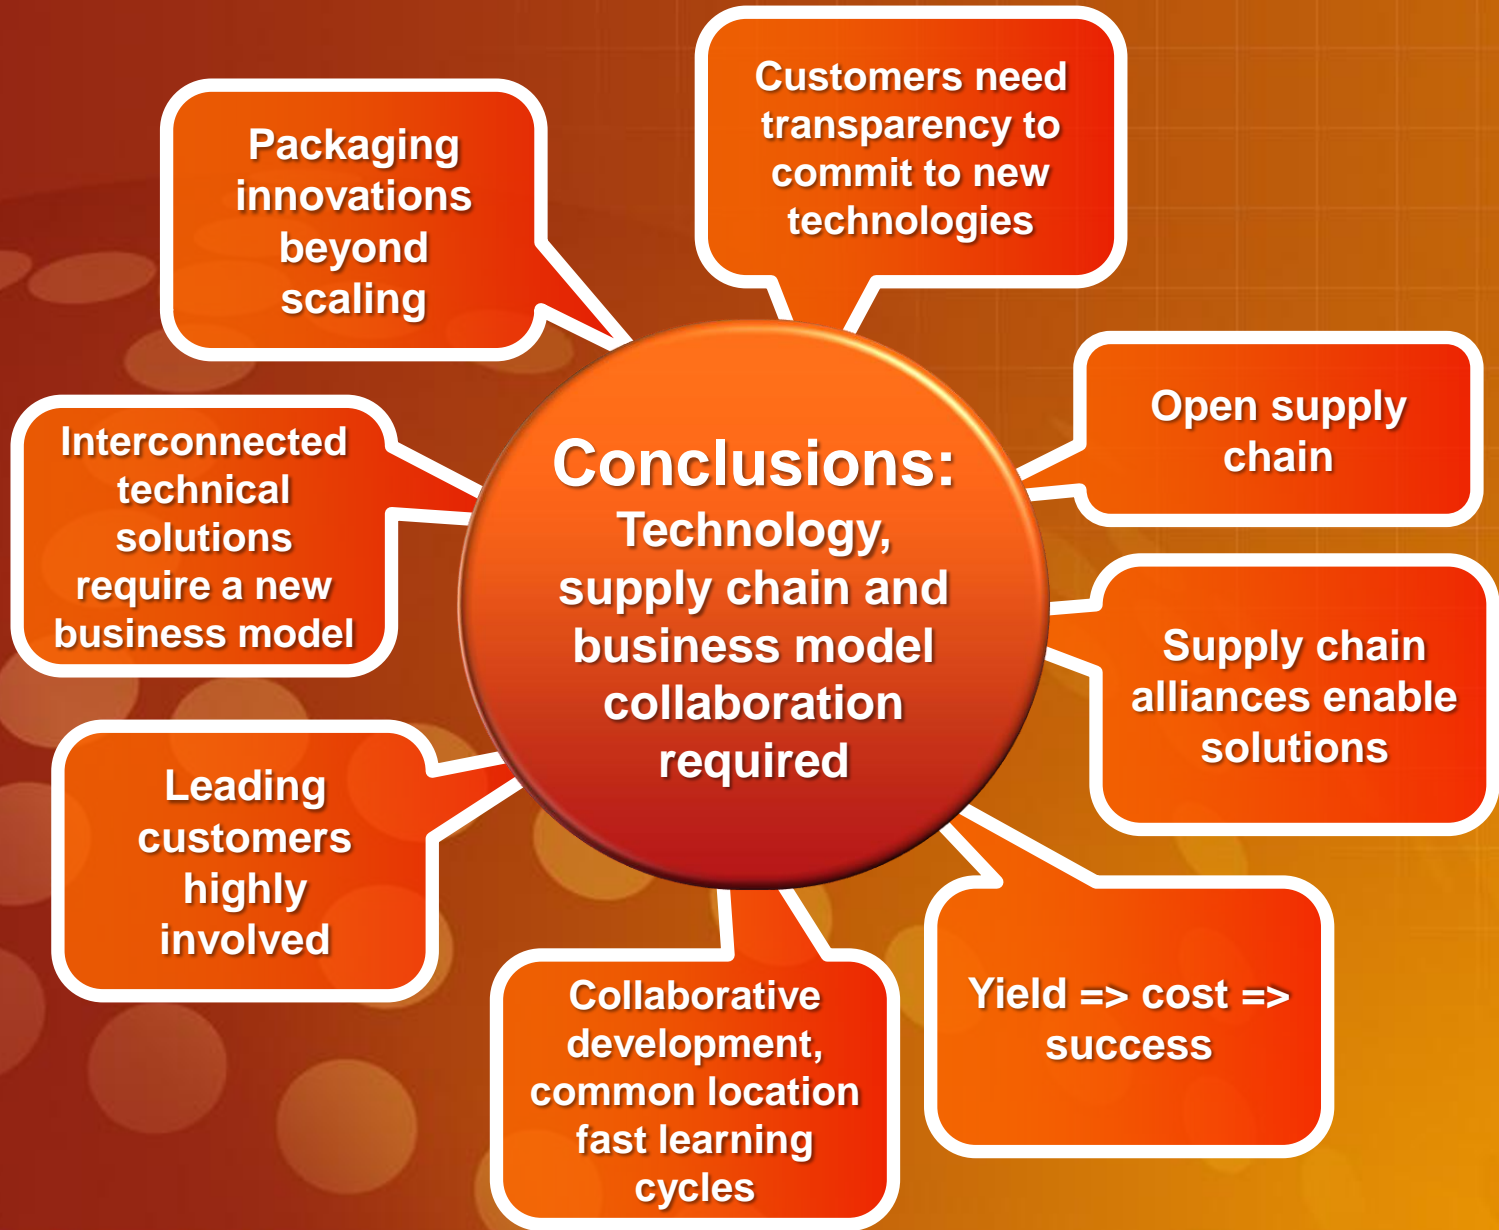 Customers need
transparency to
commit to new
technologies
Packaging
innovations
beyond
scaling
Open supply
chain
Interconnected
technical
solutions
require a new
business model
Conclusions:
Technology,
supply chain and
business model
collaboration
required
Supply chain
alliances enable
solutions
Leading
customers
highly
involved
Collaborative
development,
common location
fast learning
cycles
Yield => cost =>
success